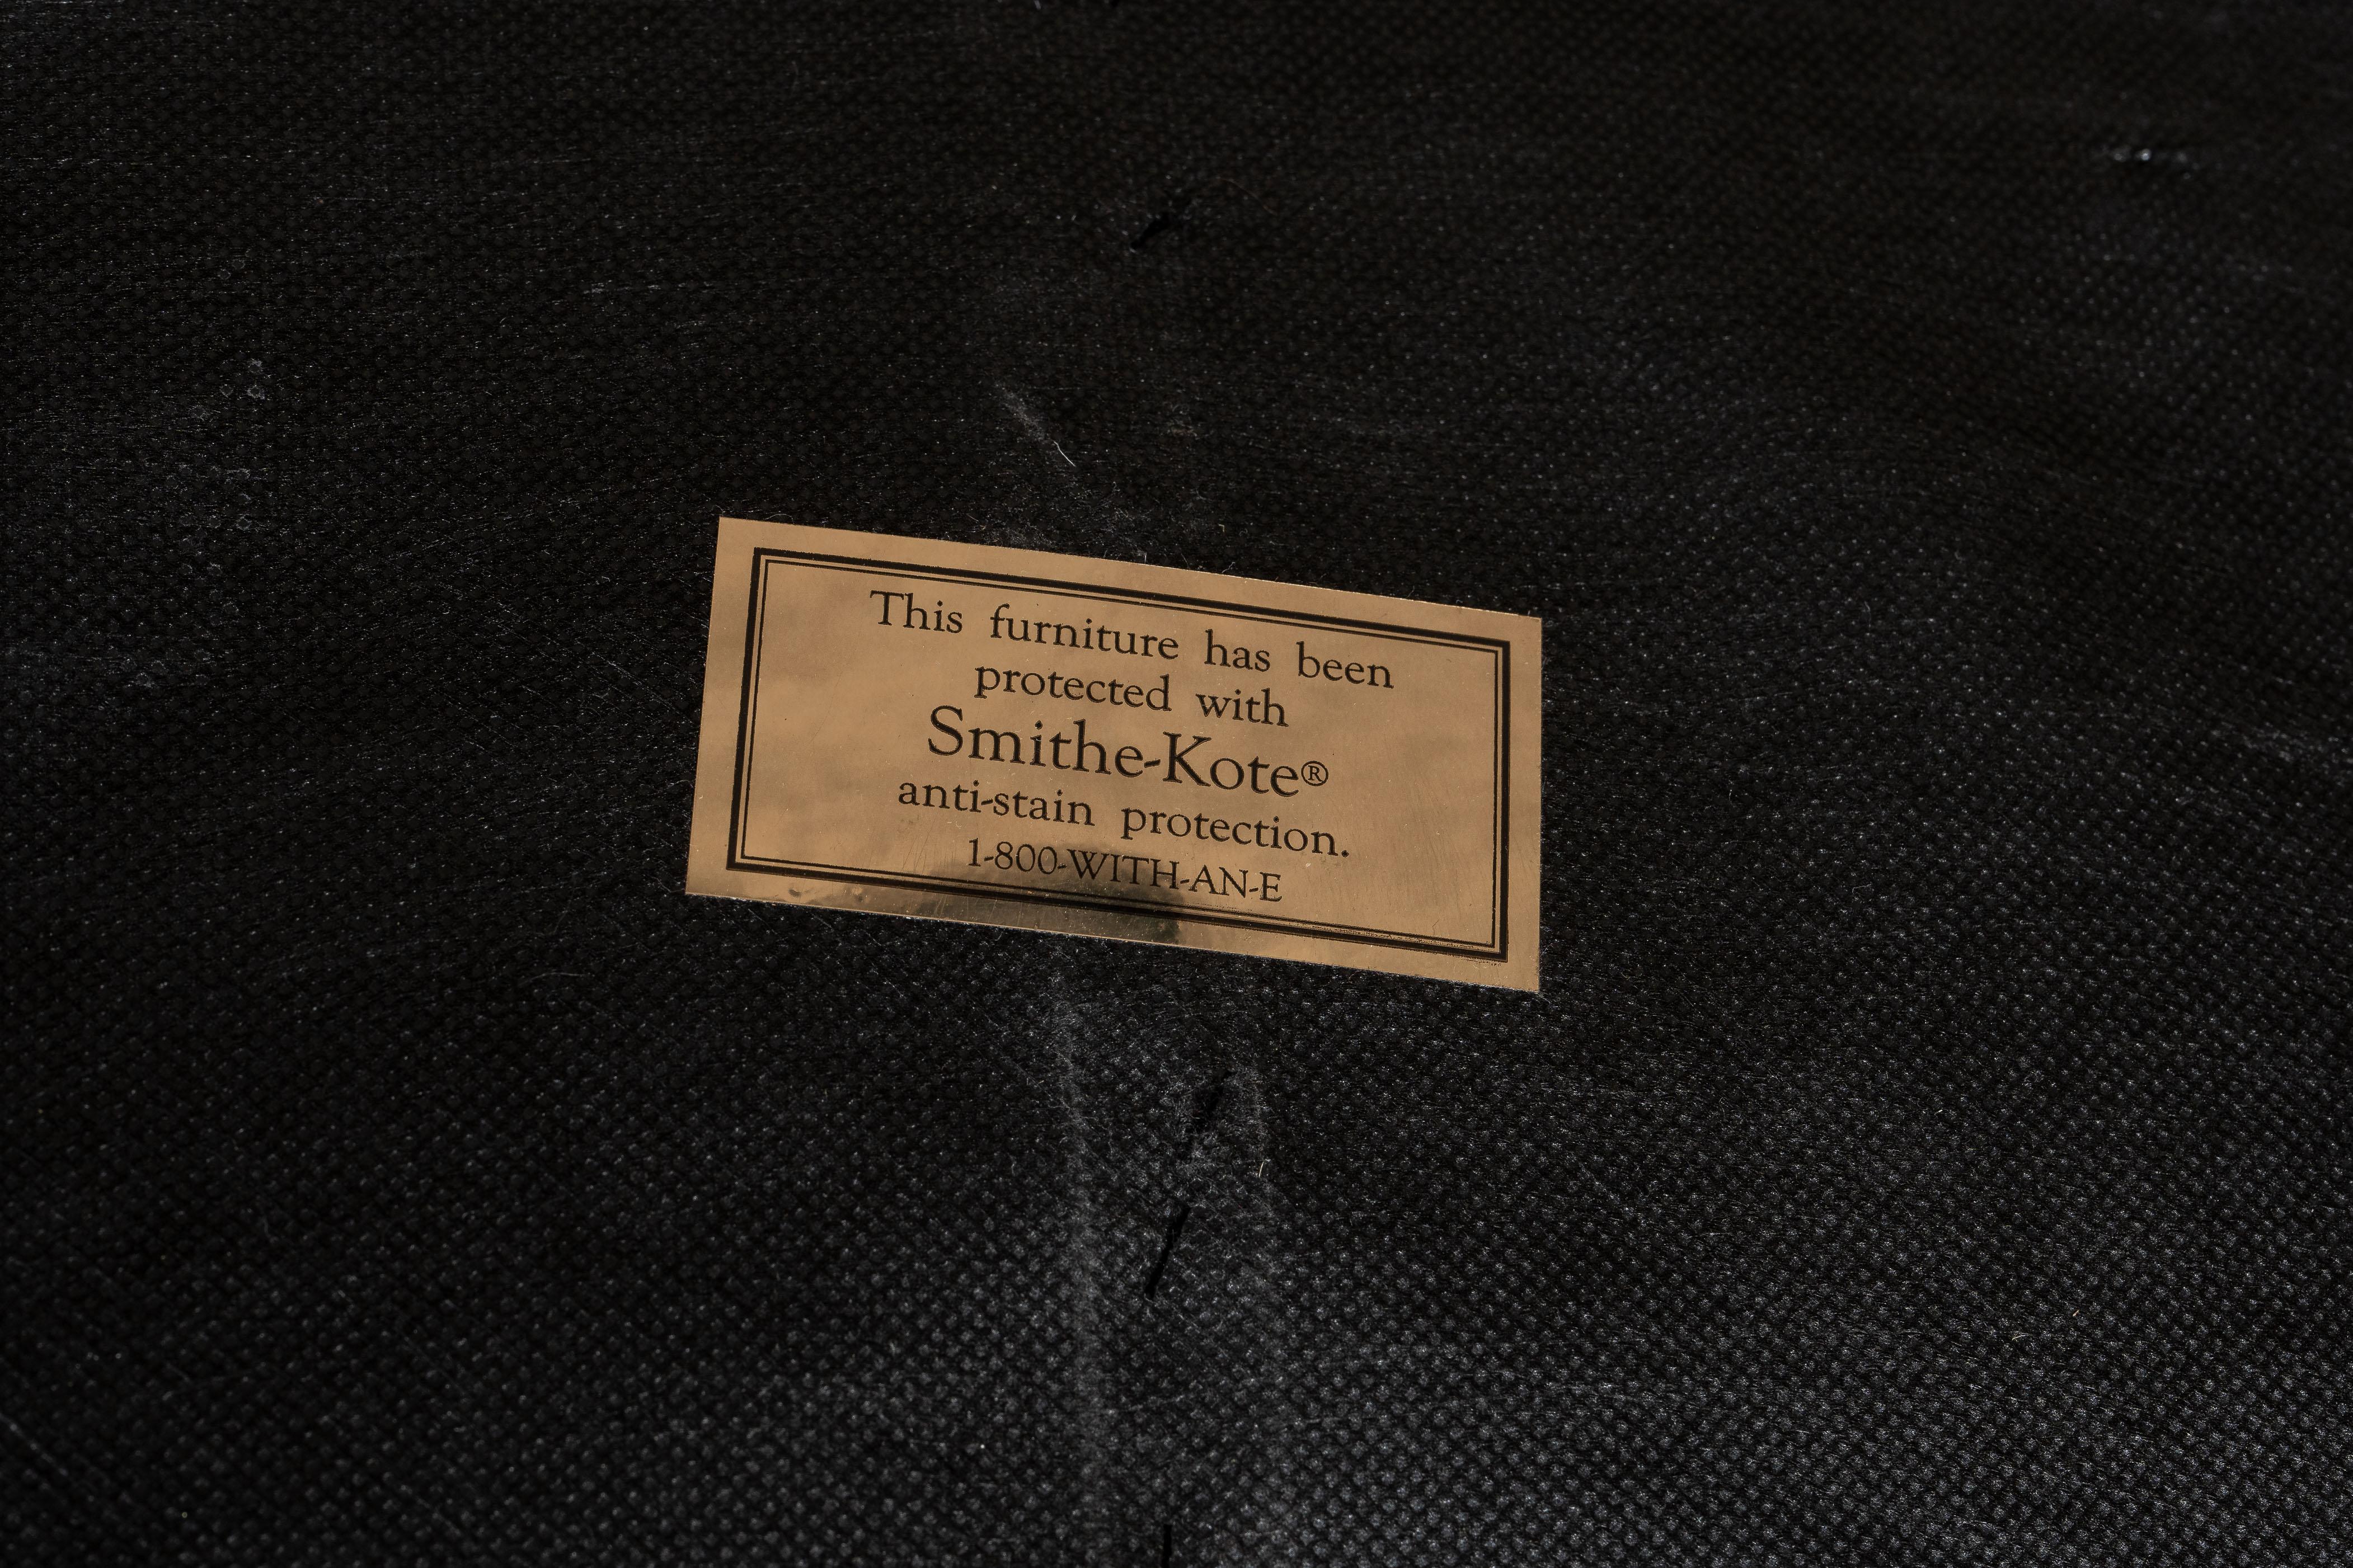 This furniture has been
protected with
Smithe-Kote®
anti-stain protection.
1-800-WITH-AN-E